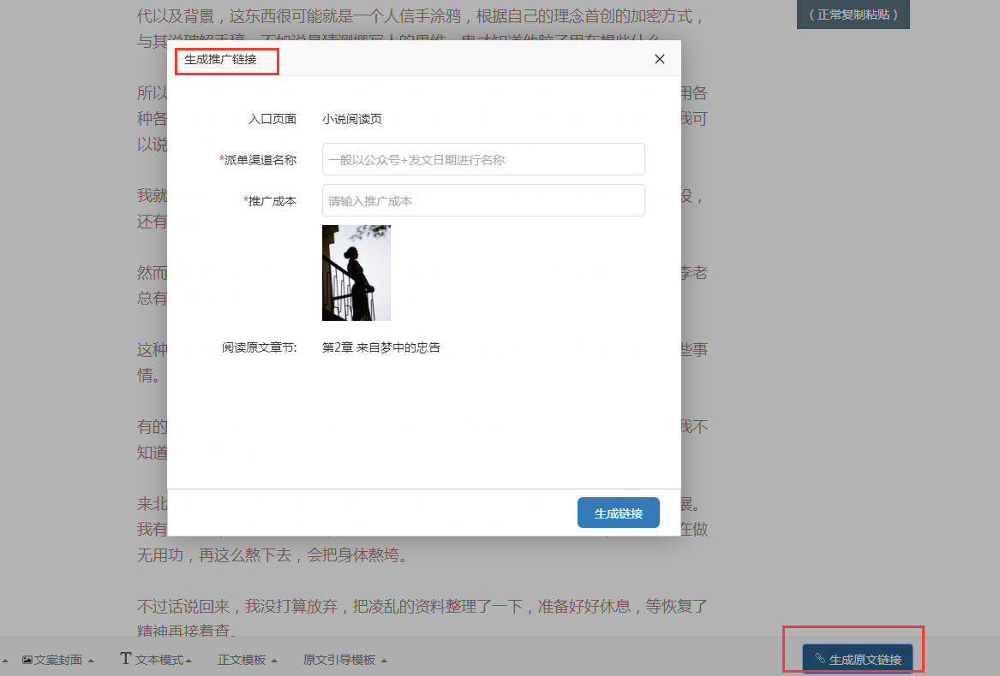 代以及背景，这东西很可能就是一个人信手涂鸦，根据自己的理念首创的加密方式，
（正常复制粘贴）
与其说破解手稿，不如说是猜测撰写人的思维，鬼才知道他脑子里在想些什么。
生成推广链接
所以
用各
种各
我可
以说
入口页面 小说阅读页
*派单渠道名称 一般以公众号+发文日期进行名称
我就
设，
还有
*推广成本 请输入推广成本
然而
李老
总有
这种
些事
情。
阅读原文章节: 第2章 来自梦中的忠告
有的
我不
知道
来北
展。
生成链接
我有
在做
无用功，再这么熬下去，会把身体熬垮。
不过话说回来，我没打算放弃，把凌乱的资料整理了一下，准备好好休息，等恢复了
精神再接着查。
文案封面 T 文本模式 正文模板 原文引导模板 生成原文链接